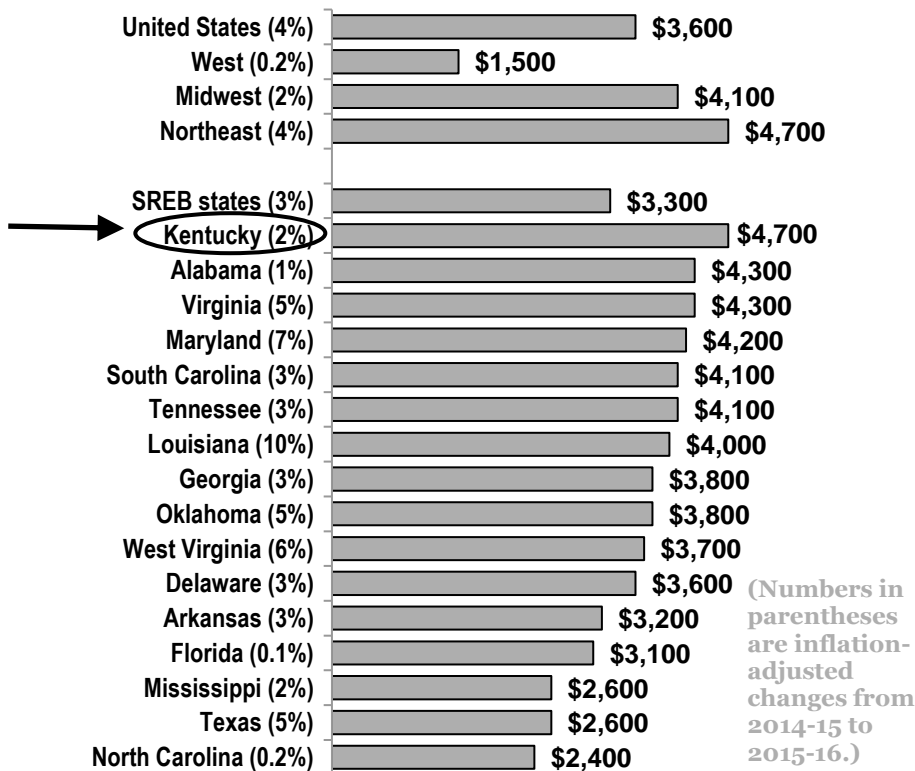 United States (4%) $3,600
West (0.2%) $1,500
Midwest (2%) $4,100
Northeast (4%) $4,700
SREB states (3%) $3,300
Kentucky (2%) $4,700
Alabama (1%) $4,300
Virginia (5%) $4,300
Maryland (7%) $4,200
South Carolina (3%) $4,100
Tennessee (3%) $4,100
Louisiana (10%) $4,000
Georgia (3%) $3,800
Oklahoma (5%) $3,800
West Virginia (6%) $3,700
Delaware (3%) $3,600
Arkansas (3%) $3,200
Florida (0.1%) $3,100
Mississippi (2%) $2,600
Texas (5%) $2,600
North Carolina (0.2%) $2,400
(Numbers in
parentheses
are inflation-
adjusted
changes from
2014-15 to
2015-16.)